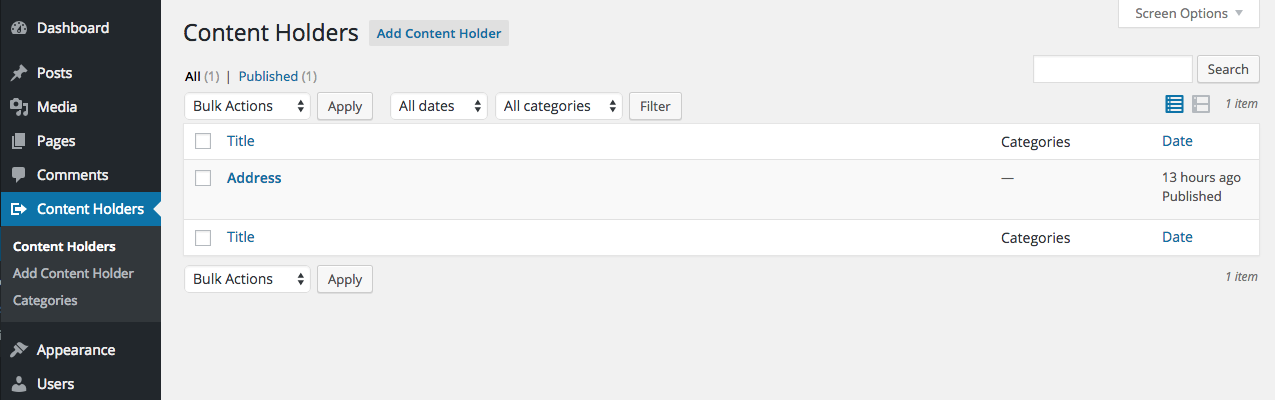 Dashboard
Posts
Media
Pages
Comments
Content Holders
Content Holders
Add Content Holder
Categories
Appearance
Users
Screen Options
Content Holders Add Content Holder
All (1) | Published (1)
Search
Bulk Actions Apply All dates All categories Filter 1 item
Title Categories Date
Address — 13 hours ago
Published
Title Categories Date
Bulk Actions Apply 1 item